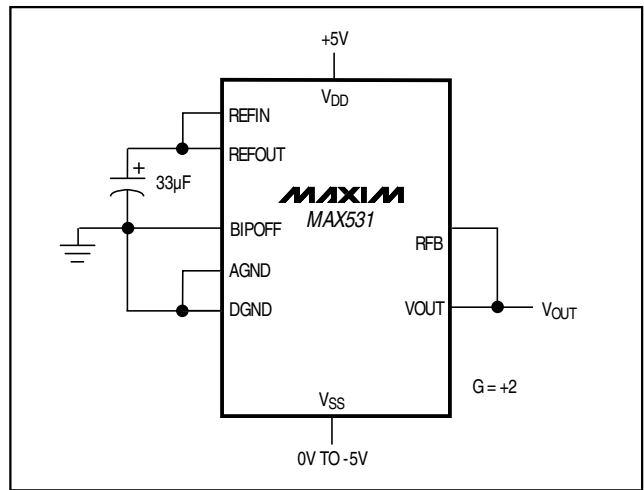 +5V
VDD
REFIN
REFOUT
+
33µF
MAXIM
MAX531
BIPOFF
RFB
AGND
DGND
VOUT
VOUT
G = +2
VSS
0V TO -5V